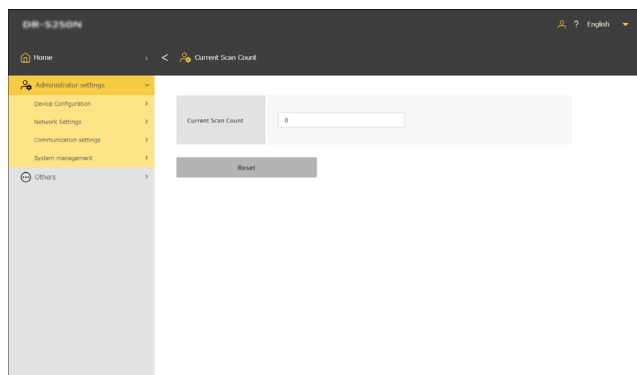 DR-S250N
? English
Home
Current Scan Count
Administrator settings
Device Configuration
Network Settings
Communication settings
System management
Others
Current Scan Count
0
Reset